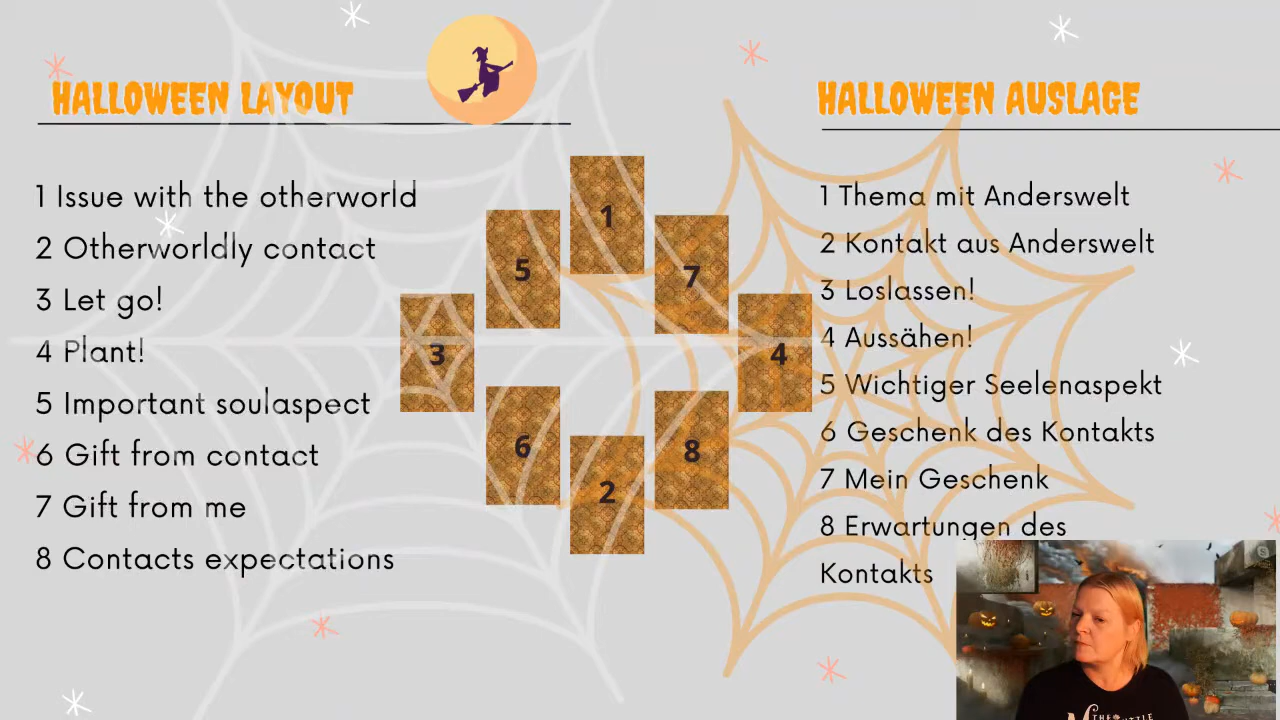 HALLOWEEN LAYOUT
1 Issue with the otherworld
2 Otherworldly contact
3 Let go!
4 Plant!
5 Important soulaspect
6 Gift from contact
7 Gift from me
8 Contacts expectations
1
5
7
3
4
6
8
2
HALLOWEEN AUSLAGE
1 Thema mit Anderswelt
2 Kontakt aus Anderswelt
3 Loslassen!
4 Aussähen!
5 Wichtiger Seelenaspekt
6 Geschenk des Kontakts
7 Mein Geschenk
8 Erwartungen des
Kontakts
THE